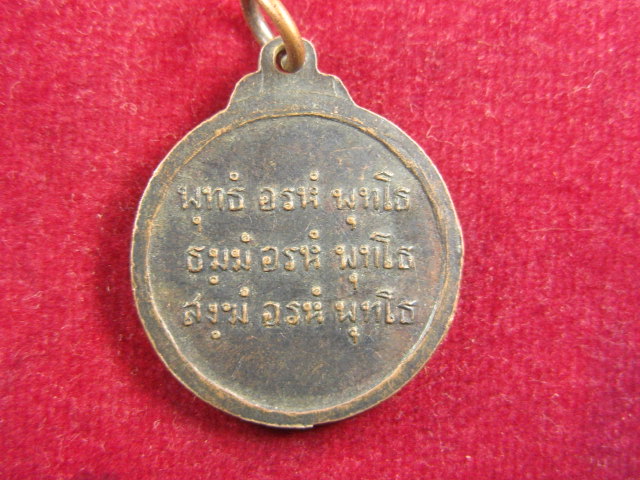 พุทธํ อรหํ พุทโธ
ธมฺมํ อรหํ พุทโธ
สงฺฆํ อรหํ พุทโธ